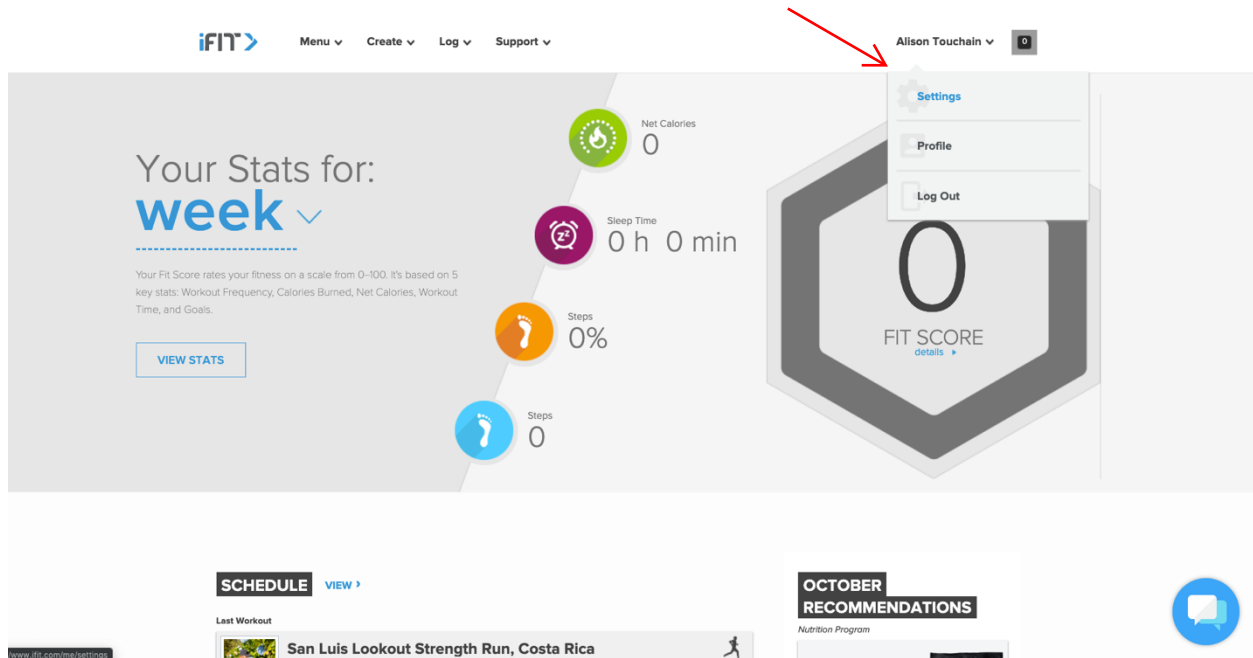 iFIT
Menu Create Log Support
Alison Touchain
0
Settings
Profile
Log Out
Your Stats for:
week
Your Fit Score rates your fitness on a scale from 0–100. It's based on 5
key stats: Workout Frequency, Calories Burned, Net Calories, Workout
Time, and Goals.
VIEW STATS
Net Calories
0
zz
Sleep Time
0 h 0 min
Steps
0%
Steps
0
0
FIT SCORE
details
SCHEDULE VIEW
Last Workout
San Luis Lookout Strength Run, Costa Rica
OCTOBER
RECOMMENDATIONS
Nutrition Program
/www.ifit.com/me/settings